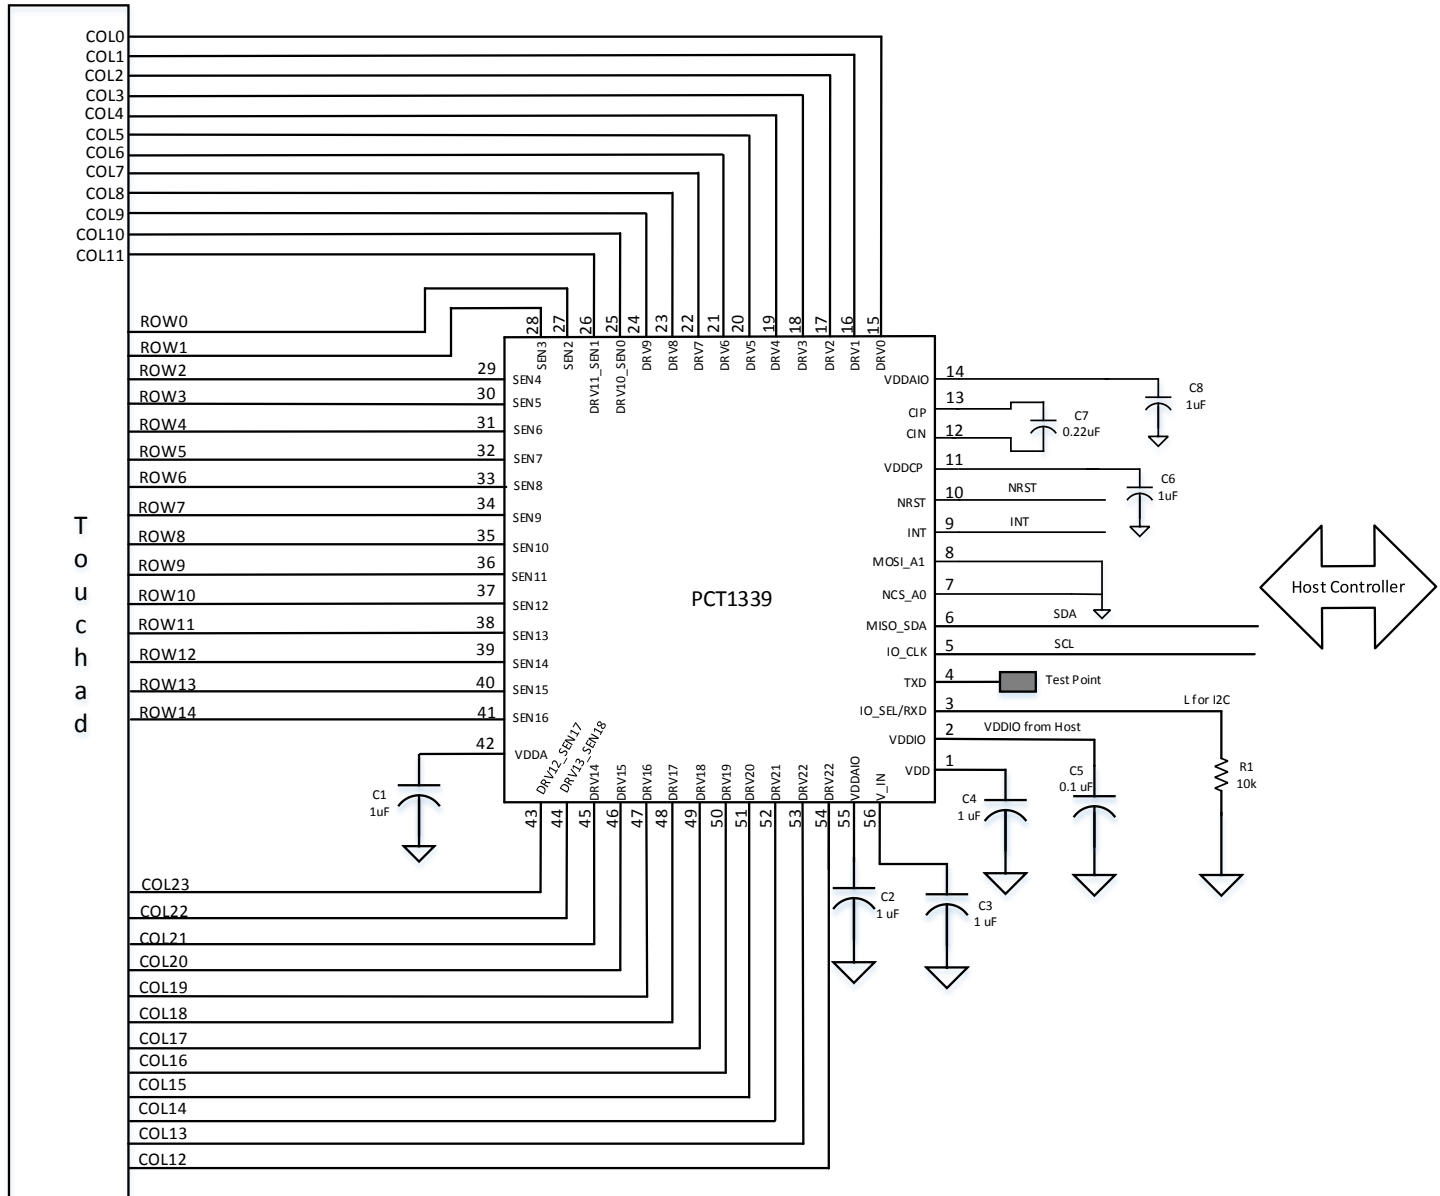 COL0
COL1
COL2
COL3
COL4
COL5
COL6
COL7
COL8
COL9
COL10
COL11
ROW0
ROW1
ROW2
ROW3
ROW4
ROW5
ROW6
ROW7
ROW8
ROW9
ROW10
ROW11
ROW12
ROW13
ROW14
Touchad
COL23
COL22
COL21
COL20
COL19
COL18
COL17
COL16
COL15
COL14
COL13
COL12
28 27 26 25 24 23 22 21 20 19 18 17 16 15
SEN3 SEN2 DRV11_SEN1 DRV10_SEN0 DRV9 DRV8 DRV7 DRV6 DRV5 DRV4 DRV3 DRV2 DRV1 DRV0
29 SEN4
30 SEN5
31 SEN6
32 SEN7
33 SEN8
34 SEN9
35 SEN10
36 SEN11
37 SEN12
38 SEN13
39 SEN14
40 SEN15
41 SEN16
42 VDDA
C1
1uF
PCT1339
VDDAIO 14
C8
1uF
CIP 13
C7
0.22uF
CIN 12
VDDCP 11
C6
1uF
NRST 10 NRST
INT 9 INT
MOSI_A1 8
NCS_A0 7
MISO_SDA 6 SDA
IO_CLK 5 SCL
TXD 4 Test Point
IO_SEL/RXD 3 L for I2C
VDDIO 2 VDDIO from Host
VDD 1
Host Controller
R1
10k
C5
0.1 uF
C4
1 uF
DRV12_SEN17 DRV13_SEN18 DRV14 DRV15 DRV16 DRV17 DRV18 DRV19 DRV20 DRV21 DRV22 DRV22 VDDAIO V_IN
43 44 45 46 47 48 49 50 51 52 53 54 55 56
C2
1 uF
C3
1 uF